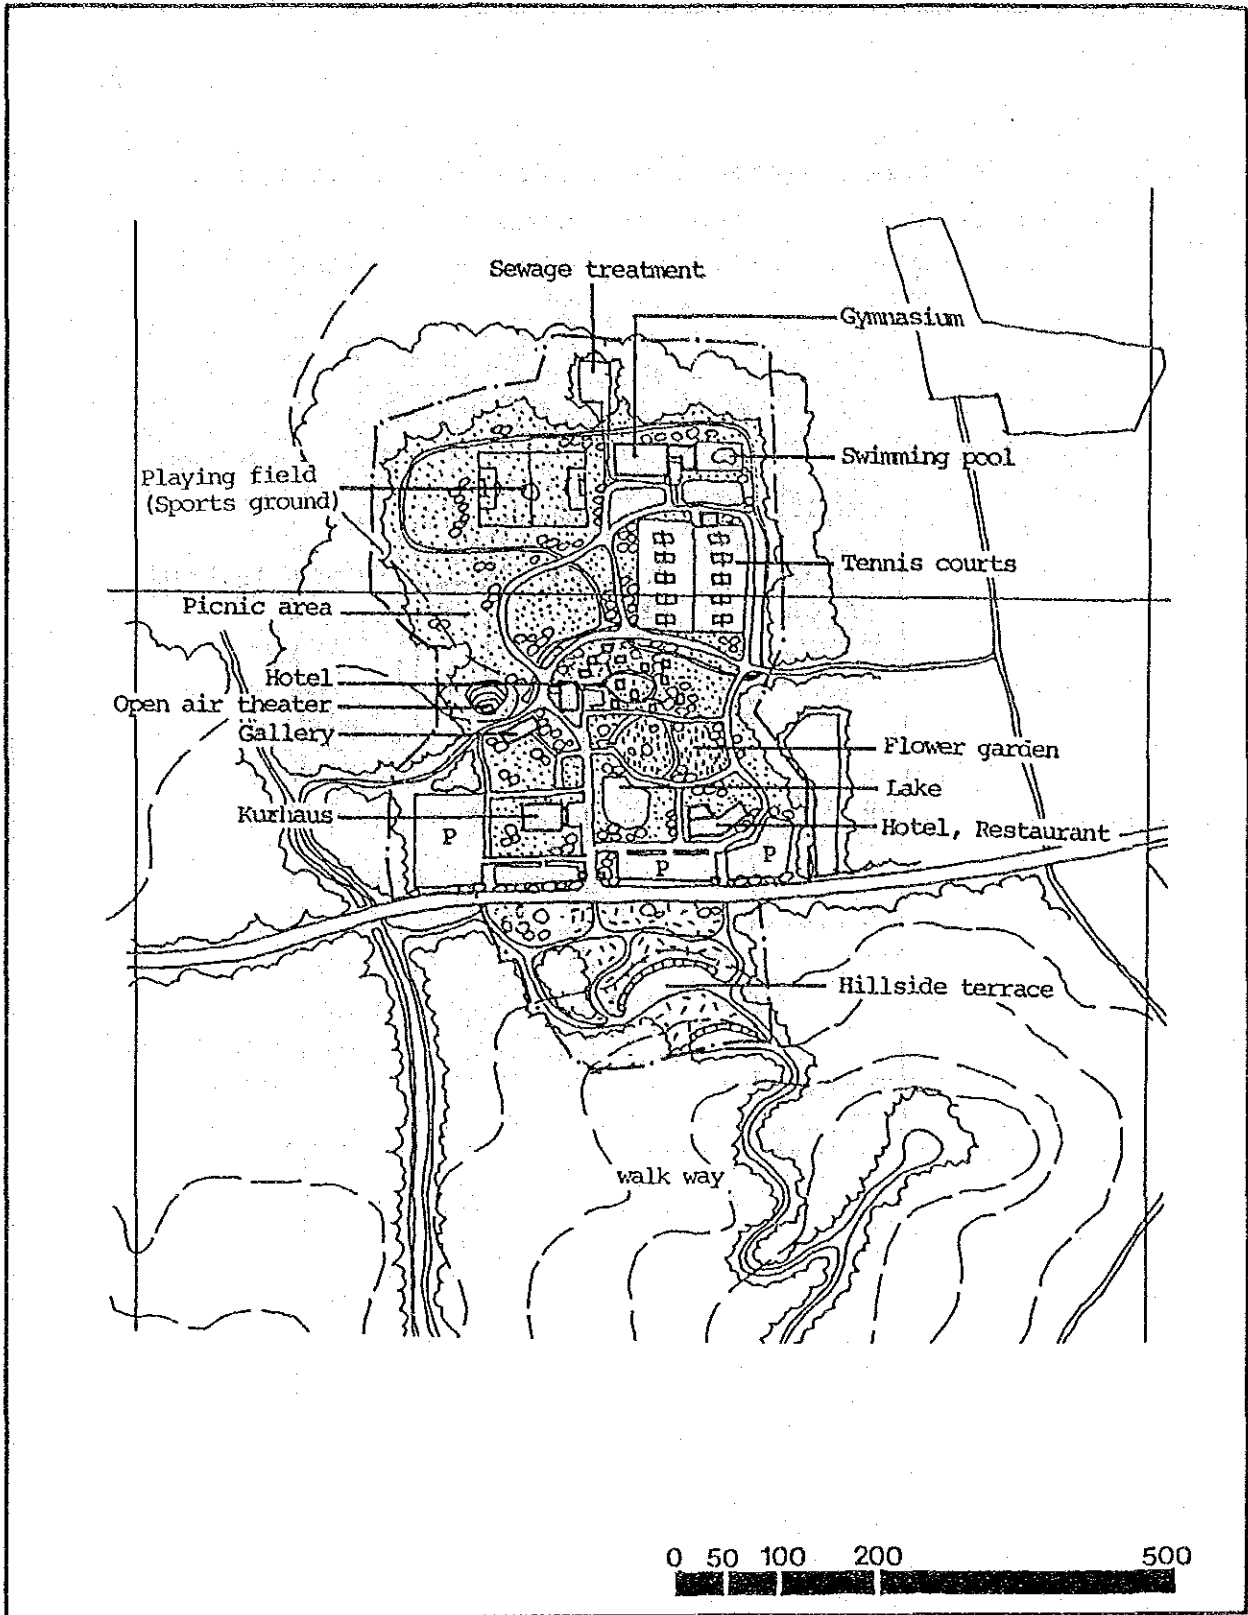 Sewage treatment
Gymnasium
Swimming pool
Playing field
(Sports ground)
Tennis courts
Picnic area
Hotel
Open air theater
Gallery
Flower garden
Lake
Kurhaus
Hotel, Restaurant
P
P
P
Hillside terrace
walk way
0 50 100 200 500